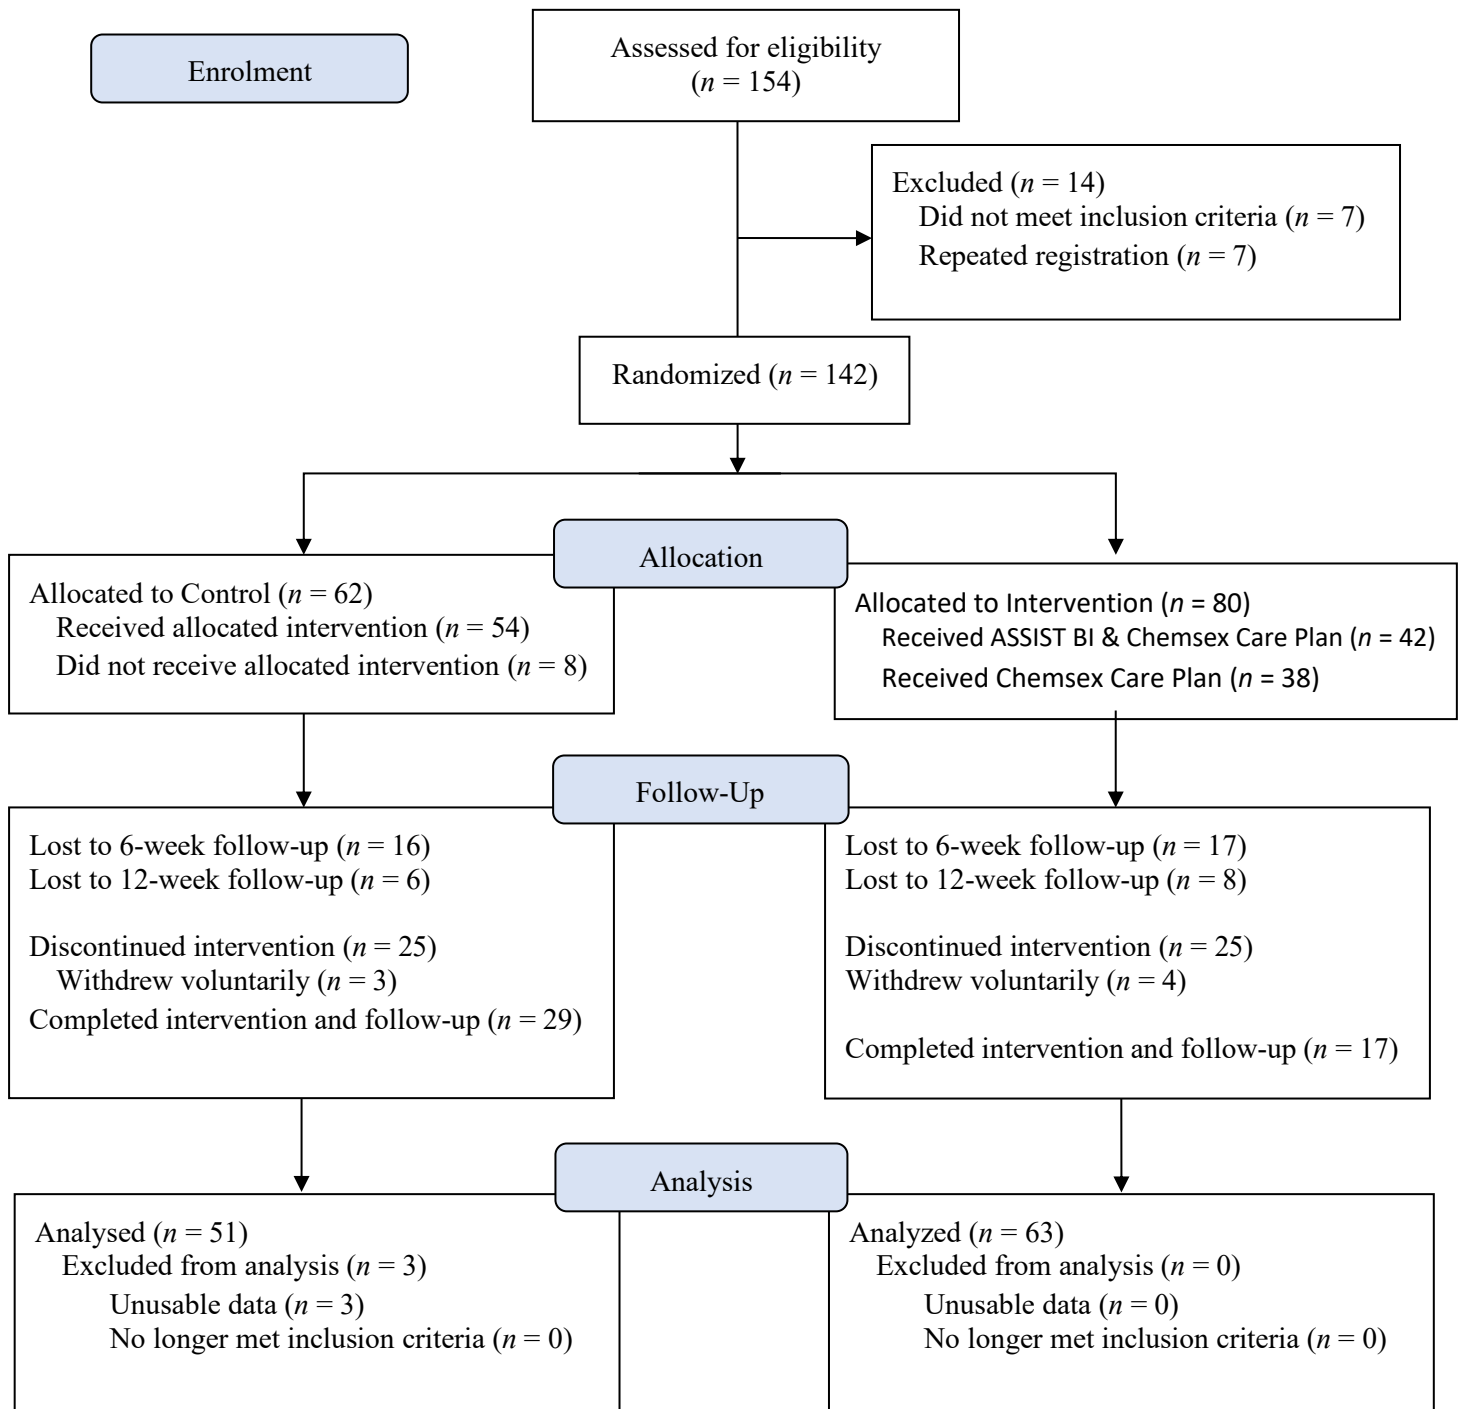 Enrolment
Assessed for eligibility
(n = 154)
Excluded (n = 14)
Did not meet inclusion criteria (n = 7)
Repeated registration (n = 7)
Randomized (n = 142)
Allocation
Allocated to Control (n = 62)
Received allocated intervention (n = 54)
Did not receive allocated intervention (n = 8)
Allocated to Intervention (n = 80)
Received ASSIST BI & Chemsex Care Plan (n = 42)
Received Chemsex Care Plan (n = 38)
Follow-Up
Lost to 6-week follow-up (n = 16)
Lost to 12-week follow-up (n = 6)
Discontinued intervention (n = 25)
Withdrew voluntarily (n = 3)
Completed intervention and follow-up (n = 29)
Lost to 6-week follow-up (n = 17)
Lost to 12-week follow-up (n = 8)
Discontinued intervention (n = 25)
Withdrew voluntarily (n = 4)
Completed intervention and follow-up (n = 17)
Analysis
Analysed (n = 51)
Excluded from analysis (n = 3)
Unusable data (n = 3)
No longer met inclusion criteria (n = 0)
Analyzed (n = 63)
Excluded from analysis (n = 0)
Unusable data (n = 0)
No longer met inclusion criteria (n = 0)